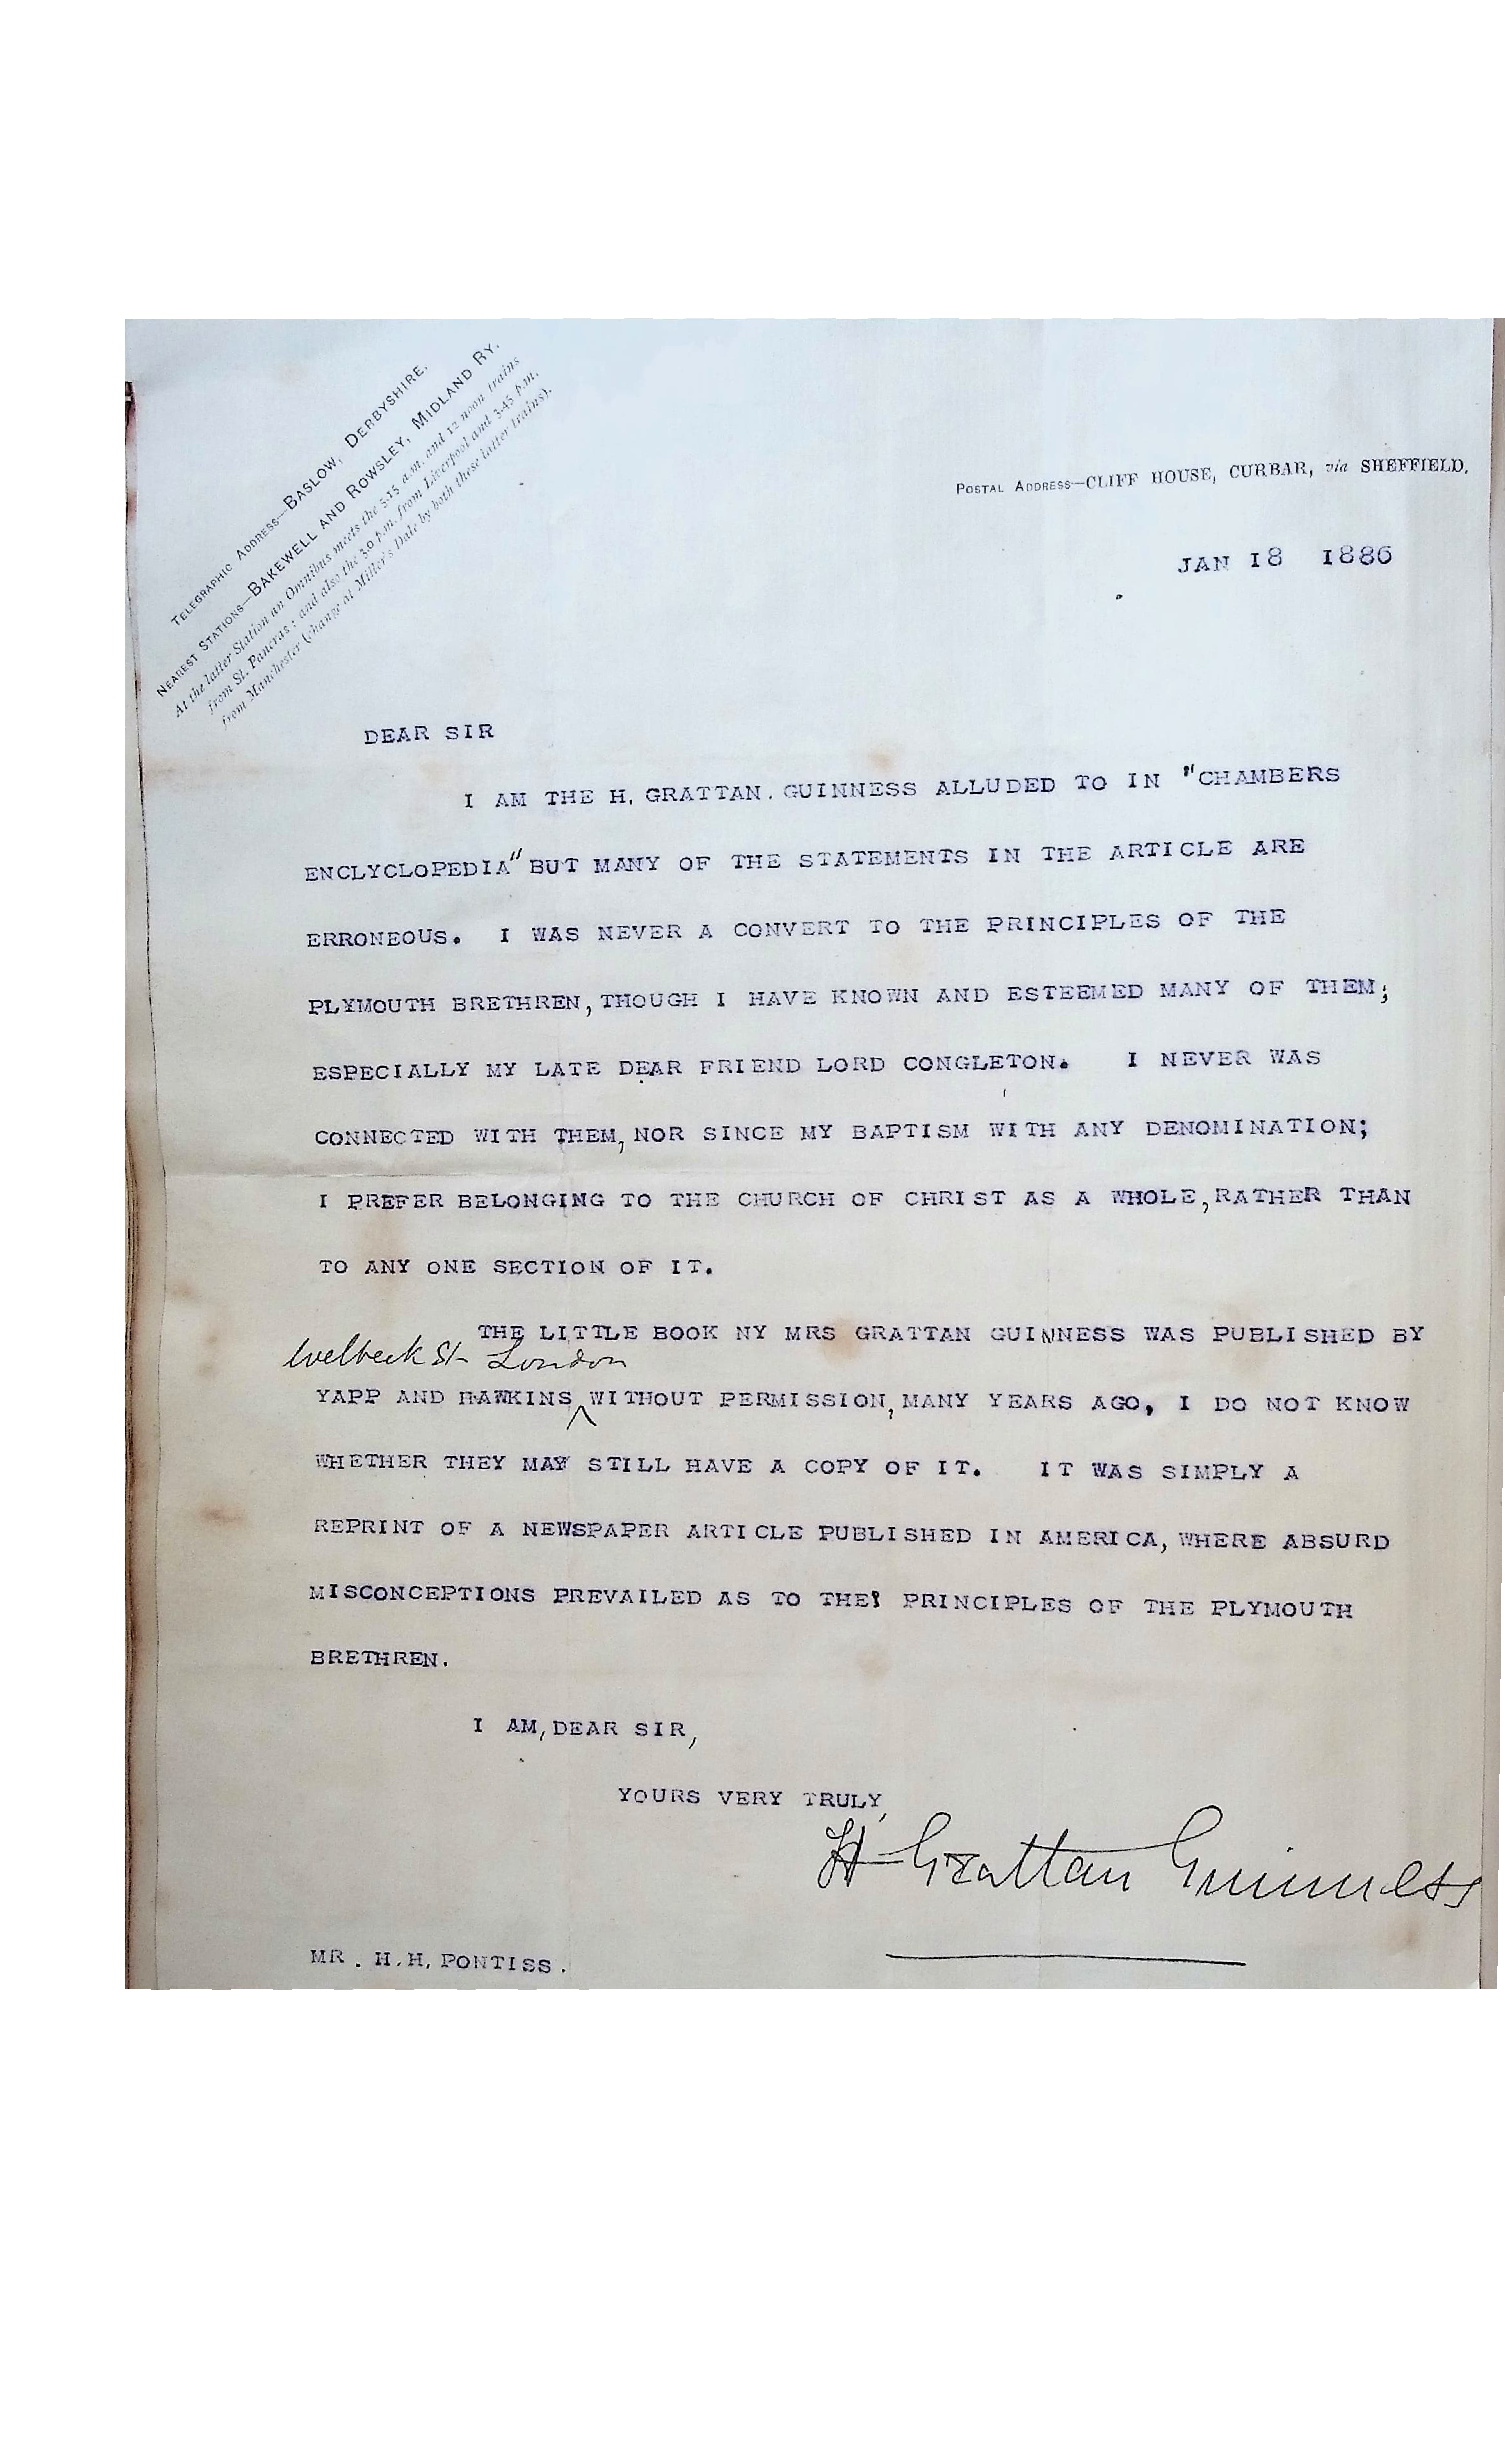 TELEGRAPHIC ADDRESS—BASLOW, DERBYSHIRE.
NEAREST STATIONS—BAKEWELL AND ROWSLEY, MIDLAND RY.
At the latter Station an Omnibus meets the 5.15 a.m. and 12 noon trains
from St. Pancras; and also the 3.0 p.m. from Liverpool and 3.45 p.m.
from Manchester (change at Miller's Dale by both these latter trains).
POSTAL ADDRESS—CLIFF HOUSE, CURBAR, via SHEFFIELD.
JAN 18 1886
DEAR SIR
I AM THE H. GRATTAN. GUINNESS ALLUDED TO IN "CHAMBERS
ENCLYCLOPEDIA" BUT MANY OF THE STATEMENTS IN THE ARTICLE ARE
ERRONEOUS. I WAS NEVER A CONVERT TO THE PRINCIPLES OF THE
PLYMOUTH BRETHREN, THOUGH I HAVE KNOWN AND ESTEEMED MANY OF THEM;
ESPECIALLY MY LATE DEAR FRIEND LORD CONGLETON. I NEVER WAS
CONNECTED WITH THEM, NOR SINCE MY BAPTISM WITH ANY DENOMINATION;
I PREFER BELONGING TO THE CHURCH OF CHRIST AS A WHOLE, RATHER THAN
TO ANY ONE SECTION OF IT.
THE LITTLE BOOK NY MRS GRATTAN GUINNESS WAS PUBLISHED BY
Welbeck St London
YAPP AND HAWKINS WITHOUT PERMISSION, MANY YEARS AGO, I DO NOT KNOW
WHETHER THEY MAY STILL HAVE A COPY OF IT. IT WAS SIMPLY A
REPRINT OF A NEWSPAPER ARTICLE PUBLISHED IN AMERICA, WHERE ABSURD
MISCONCEPTIONS PREVAILED AS TO THE PRINCIPLES OF THE PLYMOUTH
BRETHREN.
I AM, DEAR SIR,
YOURS VERY TRULY,
H Grattan Guinness
MR. H.H. PONTISS.